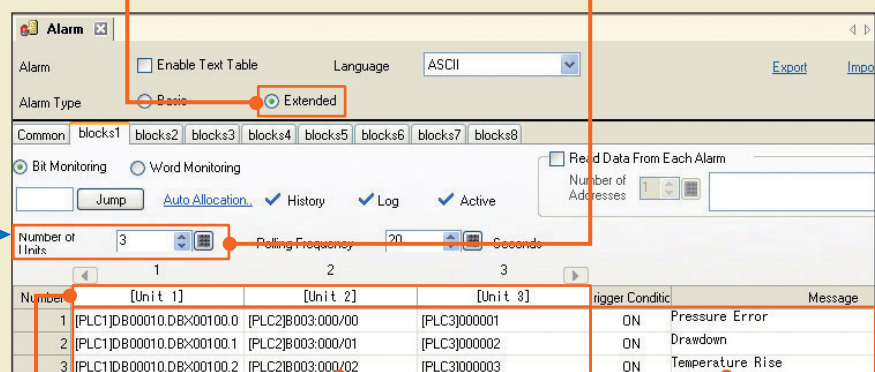 Alarm
Alarm Enable Text Table Language ASCII Export Impo
Alarm Type Basic Extended
Common blocks1 blocks2 blocks3 blocks4 blocks5 blocks6 blocks7 blocks8
Bit Monitoring Word Monitoring Read Data From Each Alarm
Jump Auto Allocation.. History Log Active Number of Addresses 1
Number of Units 3 Polling Frequency 20 Seconds
1 2 3
Number [Unit 1] [Unit 2] [Unit 3] rigger Conditic Message
1 [PLC1]DB00010.DBX00100.0 [PLC2]B003:000/00 [PLC3]000001 ON Pressure Error
2 [PLC1]DB00010.DBX00100.1 [PLC2]B003:000/01 [PLC3]000002 ON Drawdown
3 [PLC1]DB00010.DBX00100.2 [PLC2]B003:000/02 [PLC3]000003 ON Temperature Rise